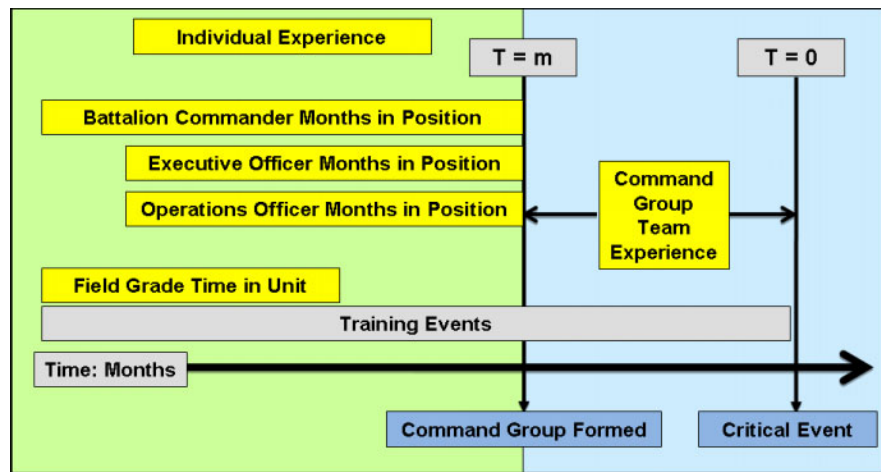 Individual Experience
T = m
T = 0
Battalion Commander Months in Position
Executive Officer Months in Position
Operations Officer Months in Position
Command
Group
Team
Experience
Field Grade Time in Unit
Training Events
Time: Months
Command Group Formed
Critical Event